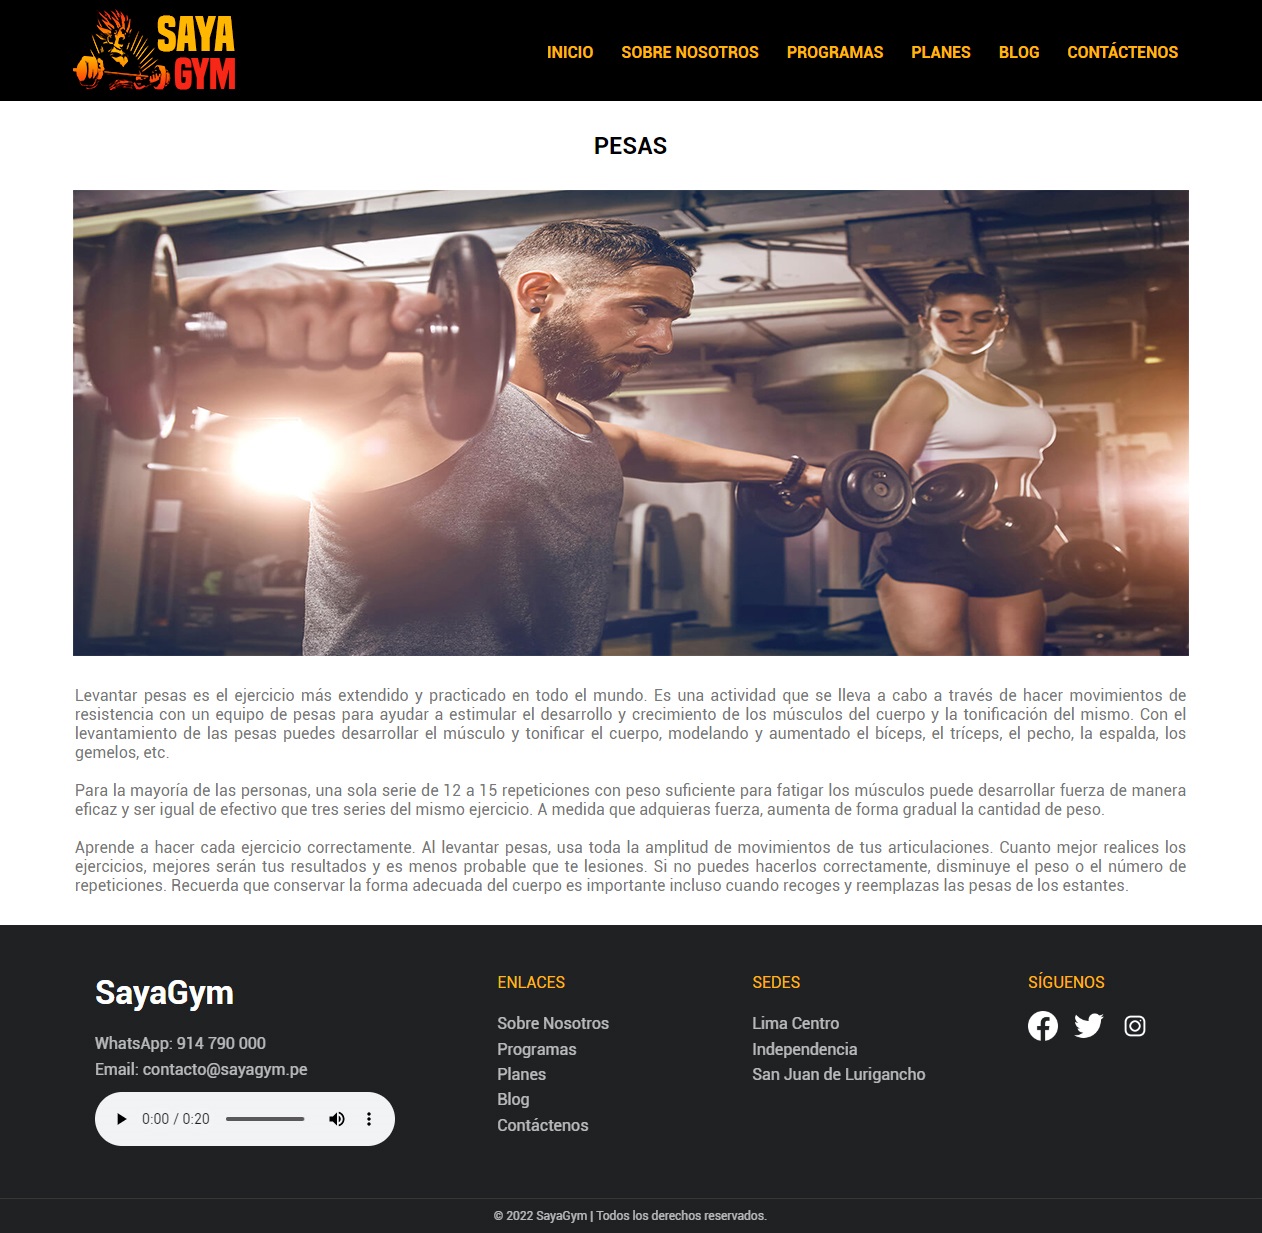 SAYA
GYM
INICIO SOBRE NOSOTROS PROGRAMAS PLANES BLOG CONTÁCTENOS
PESAS
Levantar pesas es el ejercicio más extendido y practicado en todo el mundo. Es una actividad que se lleva a cabo a través de hacer movimientos de
resistencia con un equipo de pesas para ayudar a estimular el desarrollo y crecimiento de los músculos del cuerpo y la tonificación del mismo. Con el
levantamiento de las pesas puedes desarrollar el músculo y tonificar el cuerpo, modelando y aumentado el bíceps, el tríceps, el pecho, la espalda, los
gemelos, etc.
Para la mayoría de las personas, una sola serie de 12 a 15 repeticiones con peso suficiente para fatigar los músculos puede desarrollar fuerza de manera
eficaz y ser igual de efectivo que tres series del mismo ejercicio. A medida que adquieras fuerza, aumenta de forma gradual la cantidad de peso.
Aprende a hacer cada ejercicio correctamente. Al levantar pesas, usa toda la amplitud de movimientos de tus articulaciones. Cuanto mejor realices los
ejercicios, mejores serán tus resultados y es menos probable que te lesiones. Si no puedes hacerlos correctamente, disminuye el peso o el número de
repeticiones. Recuerda que conservar la forma adecuada del cuerpo es importante incluso cuando recoges y reemplazas las pesas de los estantes.
SayaGym
WhatsApp: 914 790 000
Email: contacto@sayagym.pe
0:00 / 0:20
ENLACES
Sobre Nosotros
Programas
Planes
Blog
Contáctenos
SEDES
Lima Centro
Independencia
San Juan de Lurigancho
SÍGUENOS
© 2022 SayaGym | Todos los derechos reservados.